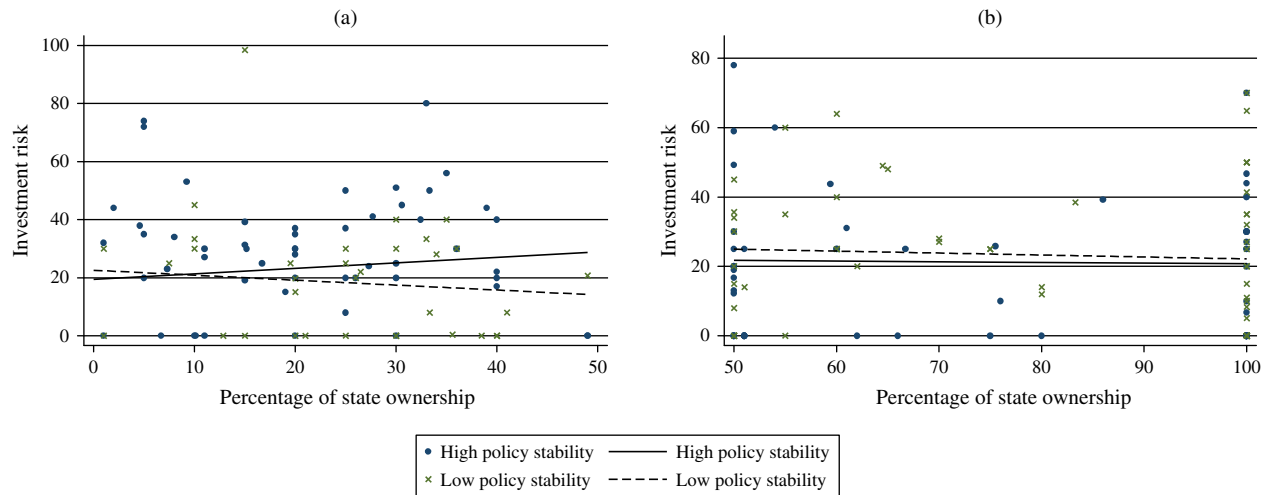 (a)
100
80
60
40
20
0
Investment risk
0 10 20 30 40 50
Percentage of state ownership
(b)
80
60
40
20
0
Investment risk
50 60 70 80 90 100
Percentage of state ownership
High policy stability High policy stability
Low policy stability Low policy stability